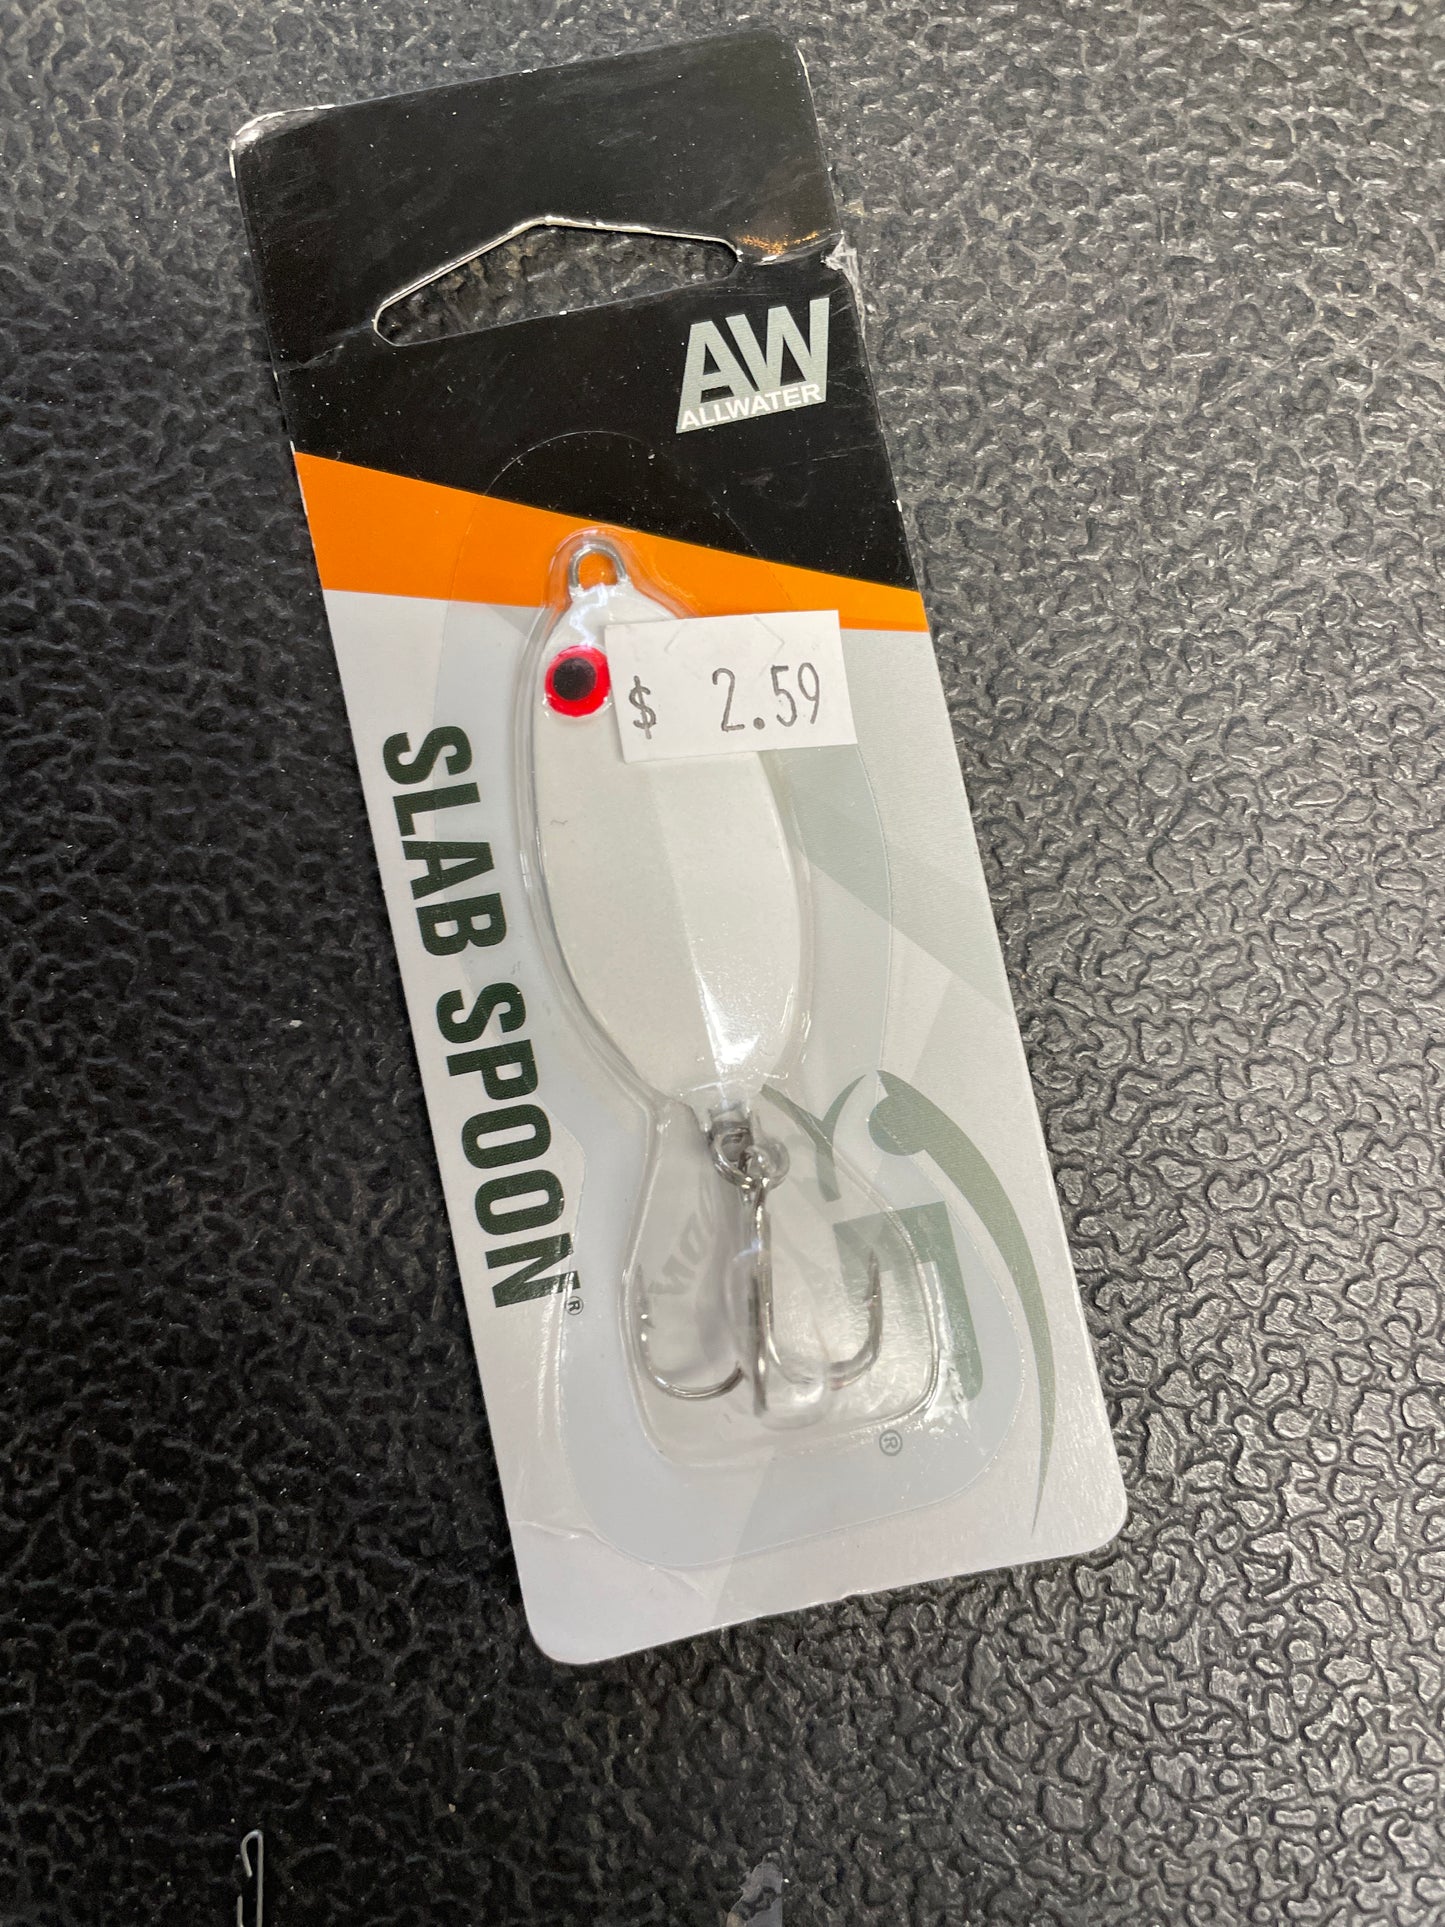 AW
ALLWATER
$ 2.59
SLAB SPOON®
®